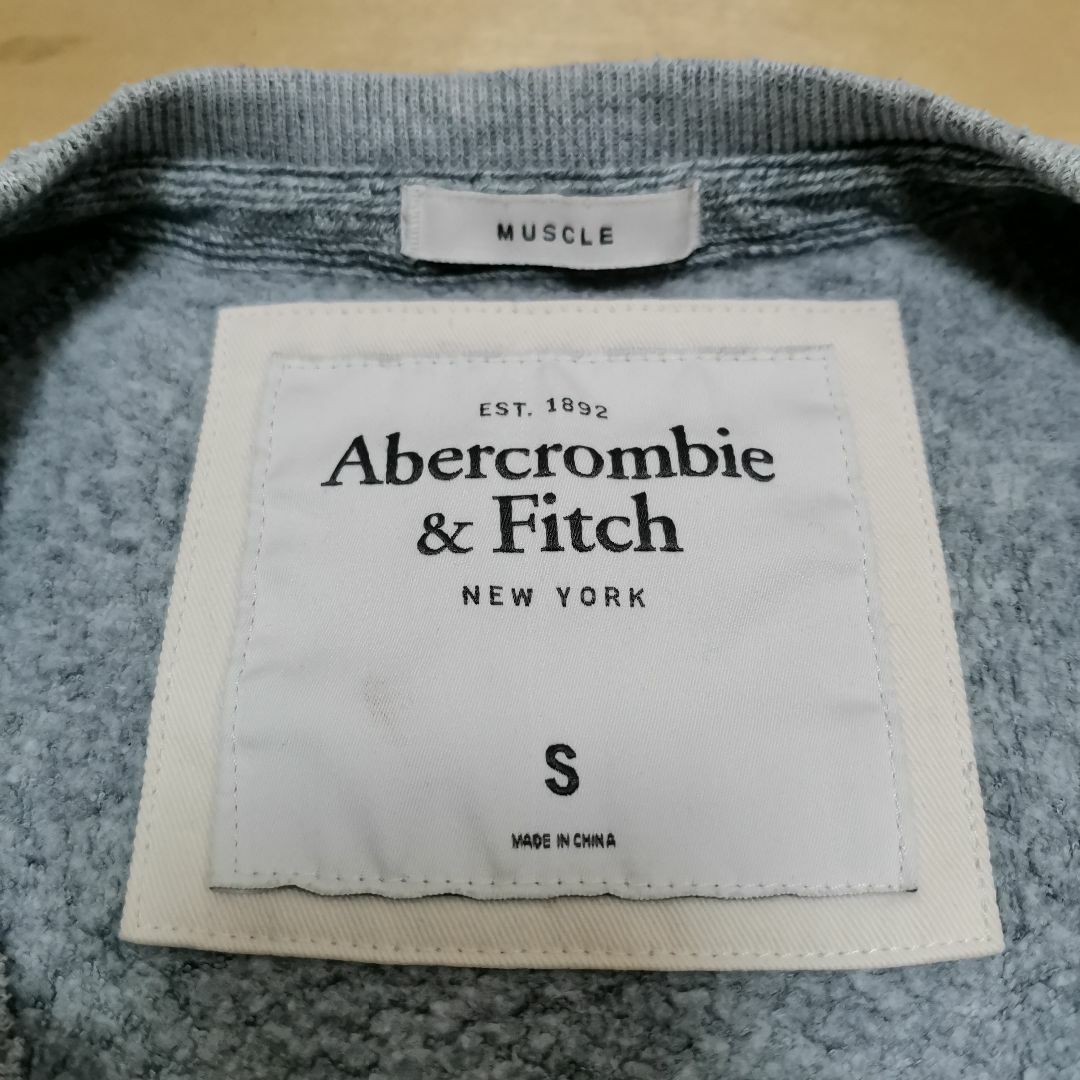 MUSCLE
EST. 1892
Abercrombie
& Fitch
NEW YORK
S
MADE IN CHINA